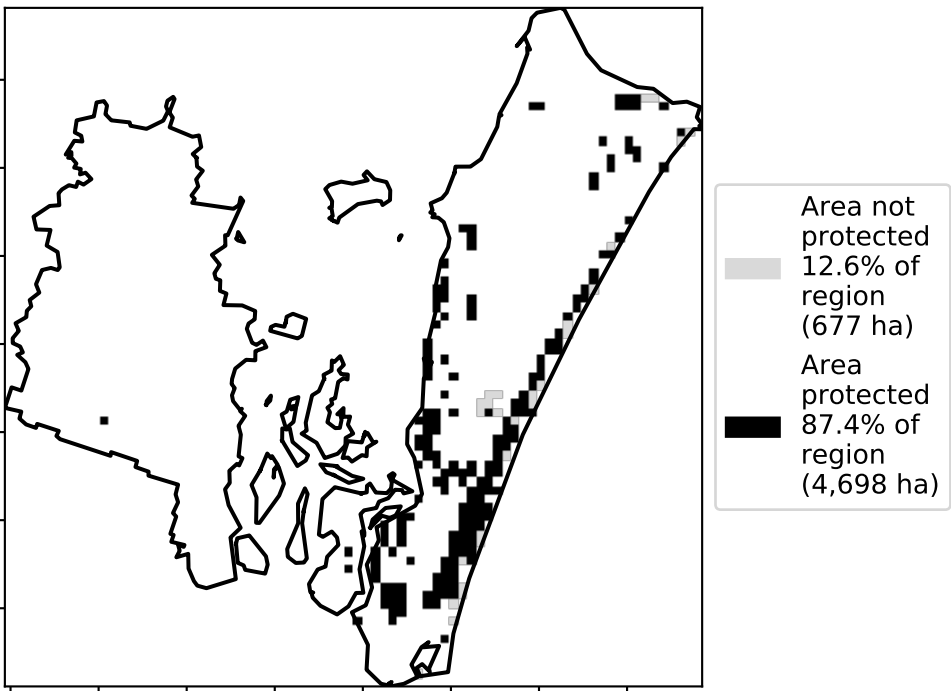 Area not
protected
12.6% of
region
(677 ha)
Area
protected
87.4% of
region
(4,698 ha)